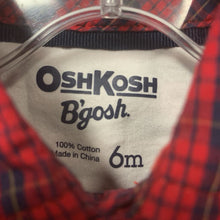 OSHKOSH
B'gosh.
100% Cotton
Made in China
6m